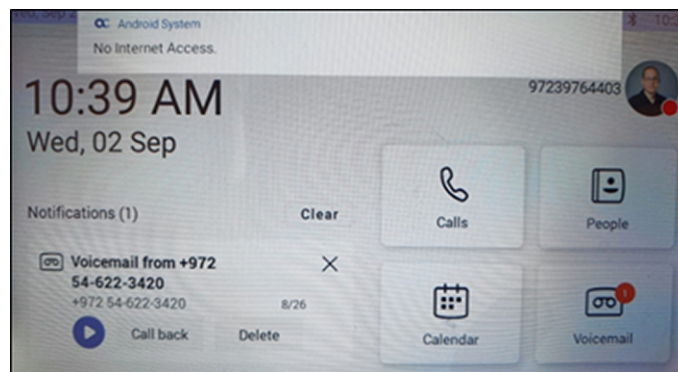 Android System
No Internet Access.
97239764403
10:39 AM
Wed, 02 Sep
Notifications (1)
Clear
Calls
People
Voicemail from +972
54-622-3420
+972 54-622-3420
8/26
Call back
Delete
Calendar
1
Voicemail